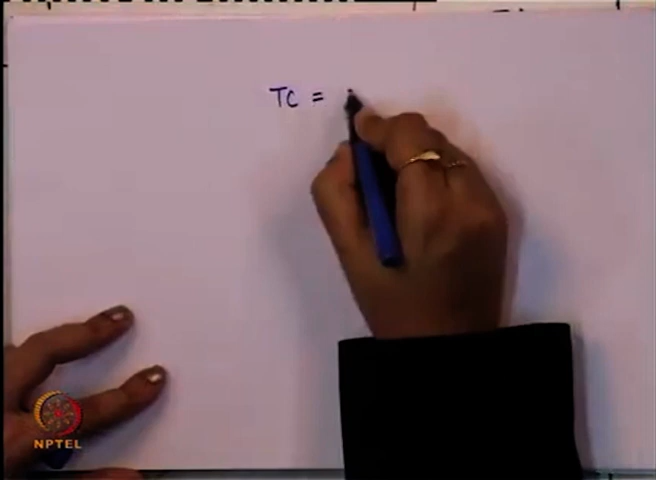 TC =
NPTEL